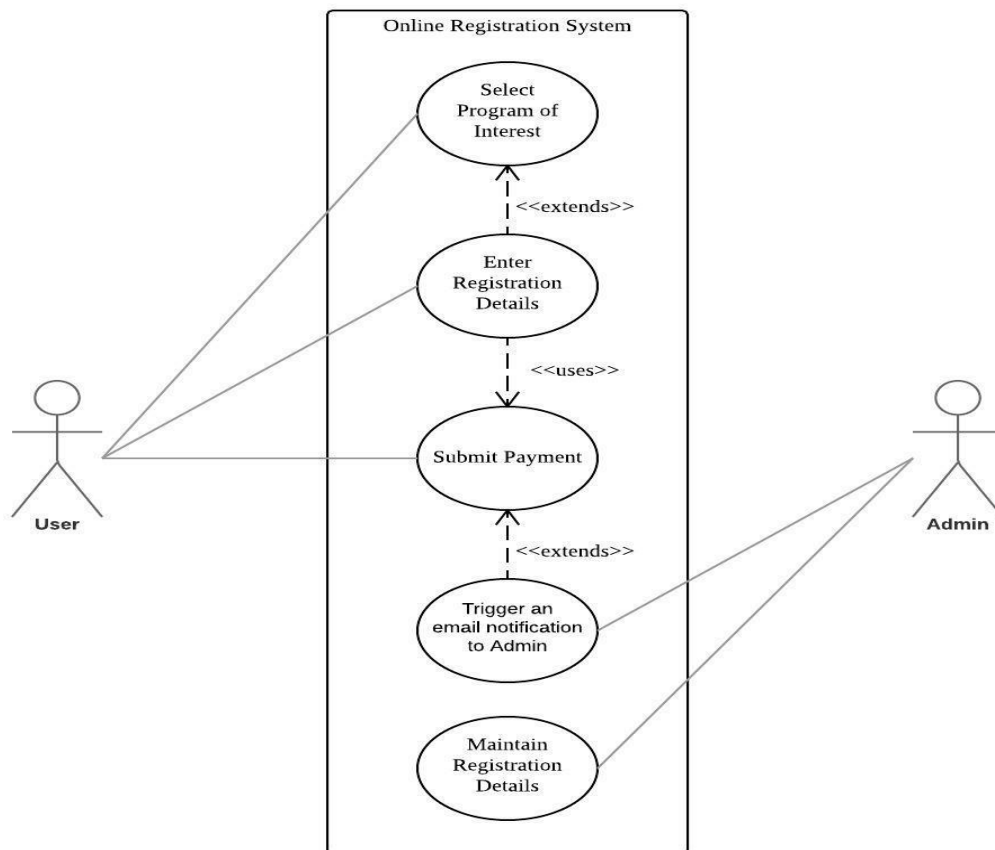 Online Registration System
Select
Program of
Interest
<<extends>>
Enter
Registration
Details
<<uses>>
Submit Payment
User
Admin
<<extends>>
Trigger an
email notification
to Admin
Maintain
Registration
Details